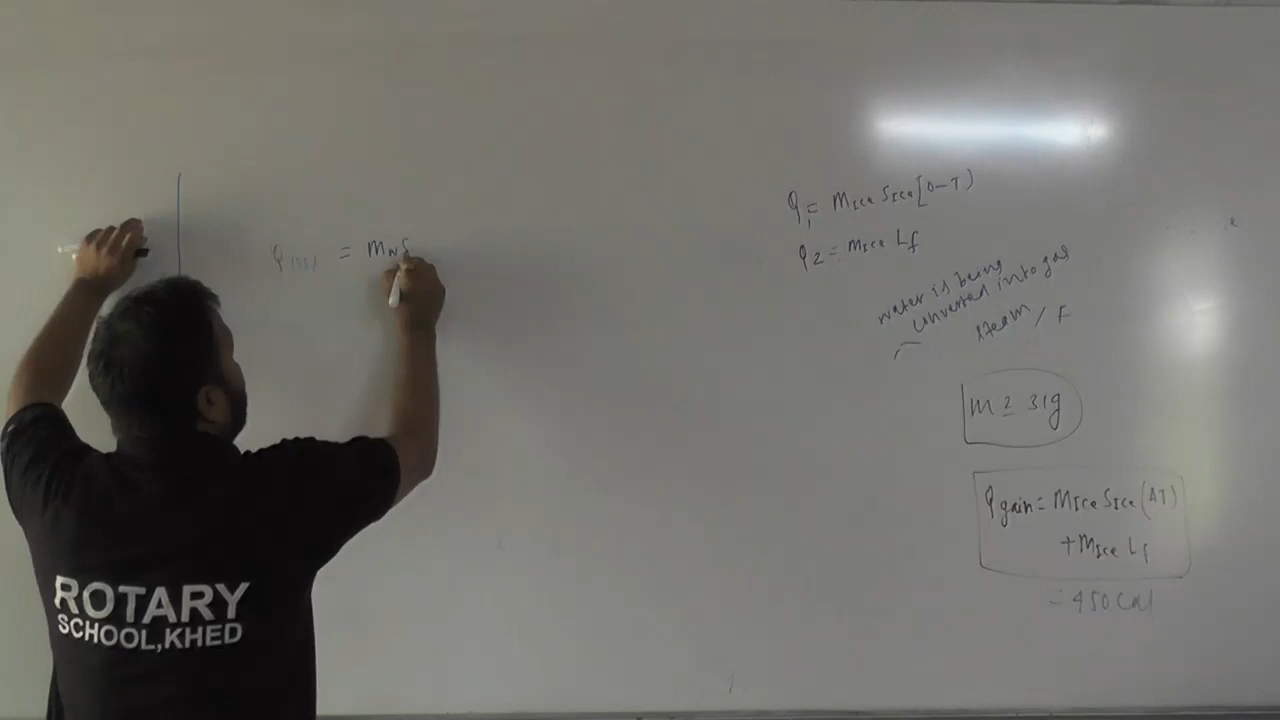 Q loss = mwS
Q1 = mice Sice [0-T)
Q2 = mice Lf
water is being
converted into gas
steam / F
m = 31g
Qgain = mice Sice (ΔT)
+ mice Lf
= 450 Cal
ROTARY
SCHOOL,KHED